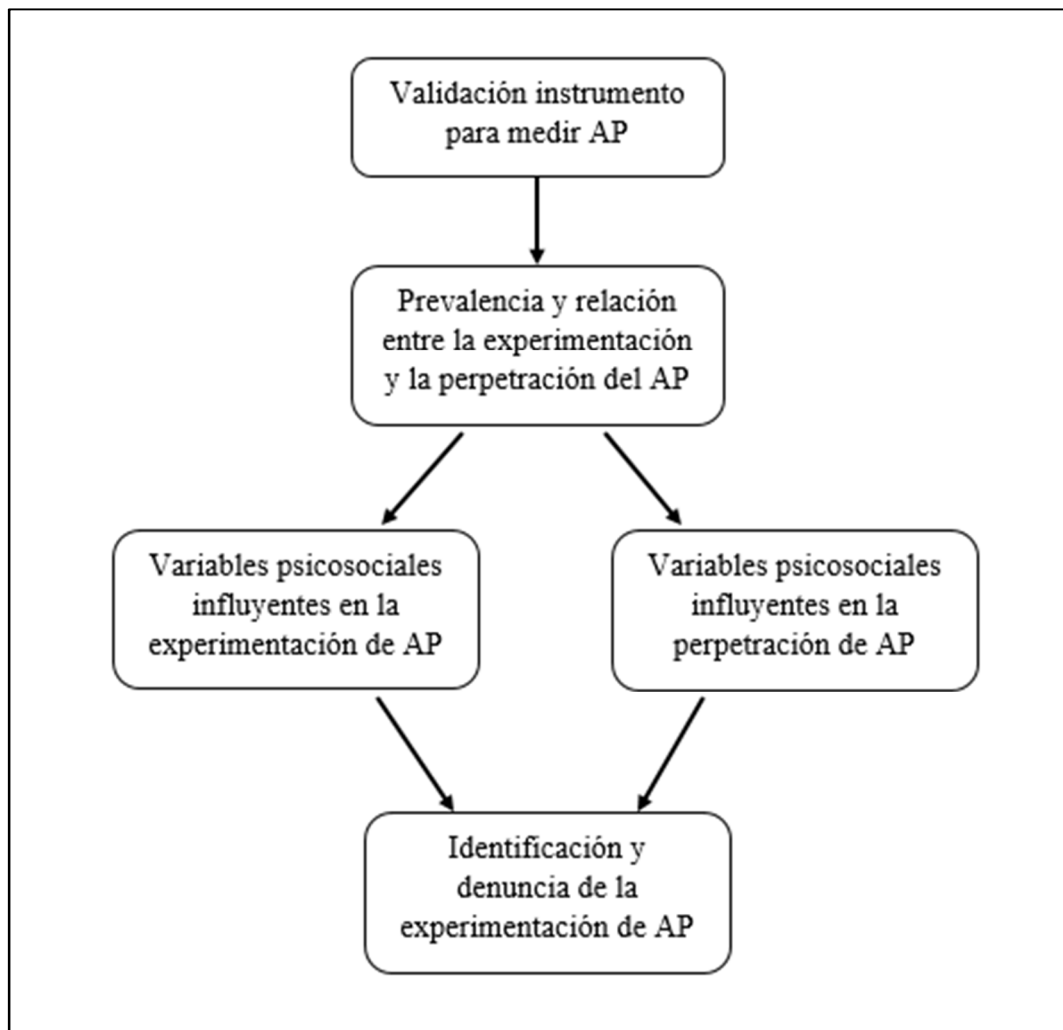 Validación instrumento
para medir AP
Prevalencia y relación
entre la experimentación
y la perpetración del AP
Variables psicosociales
influyentes en la
experimentación de AP
Variables psicosociales
influyentes en la
perpetración de AP
Identificación y
denuncia de la
experimentación de AP